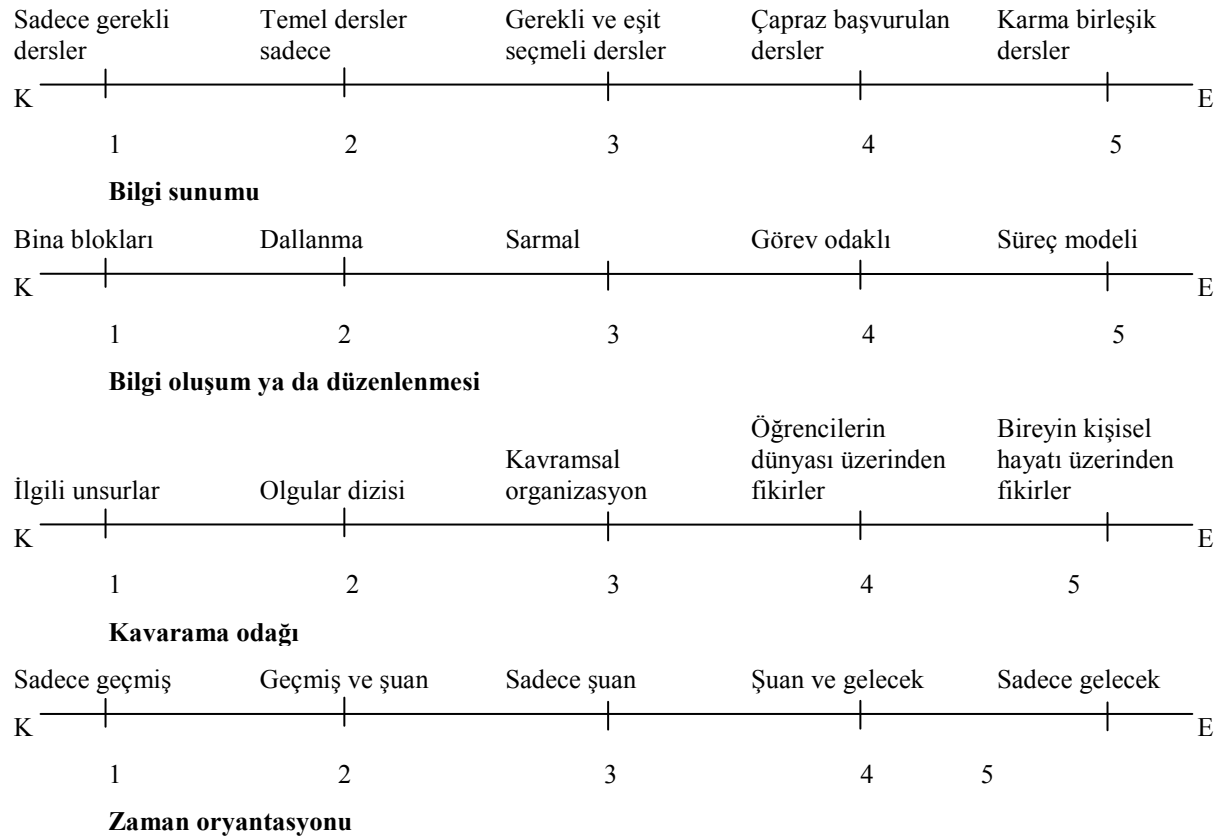 Sadece gerekli Temel dersler Gerekli ve eşit Çapraz başvurulan Karma birleşik
dersler sadece seçmeli dersler dersler dersler
K E
1 2 3 4 5
Bilgi sunumu
Bina blokları Dallanma Sarmal Görev odaklı Süreç modeli
K E
1 2 3 4 5
Bilgi oluşum ya da düzenlenmesi
Öğrencilerin Bireyin kişisel
Kavramsal dünyası üzerinden hayatı üzerinden
İlgili unsurlar Olgular dizisi organizasyon fikirler fikirler
K E
1 2 3 4 5
Kavarama odağı
Sadece geçmiş Geçmiş ve şuan Sadece şuan Şuan ve gelecek Sadece gelecek
K E
1 2 3 4 5
Zaman oryantasyonu